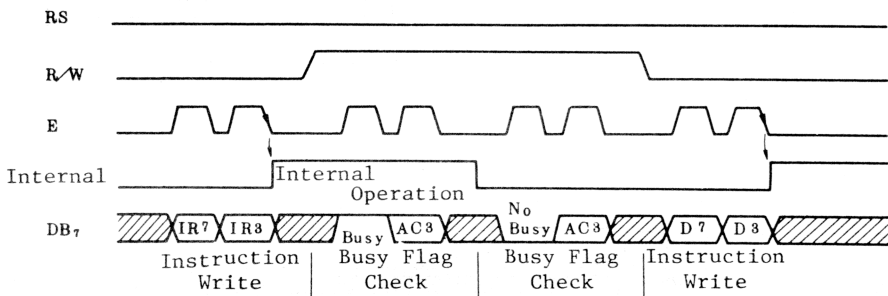 RS
R/W
E
Internal
Internal
Operation
DB7
IR7
IR3
Busy
AC3
No
Busy
AC3
D7
D3
Instruction
Write
Busy Flag
Check
Busy Flag
Check
Instruction
Write